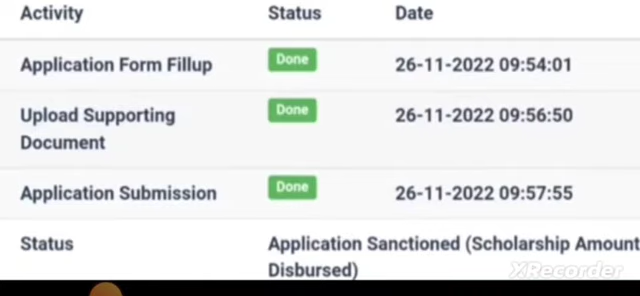 Activity Status Date
Application Form Fillup Done 26-11-2022 09:54:01
Upload Supporting Done 26-11-2022 09:56:50
Document
Application Submission Done 26-11-2022 09:57:55
Status Application Sanctioned (Scholarship Amount
Disbursed)
XRecorder